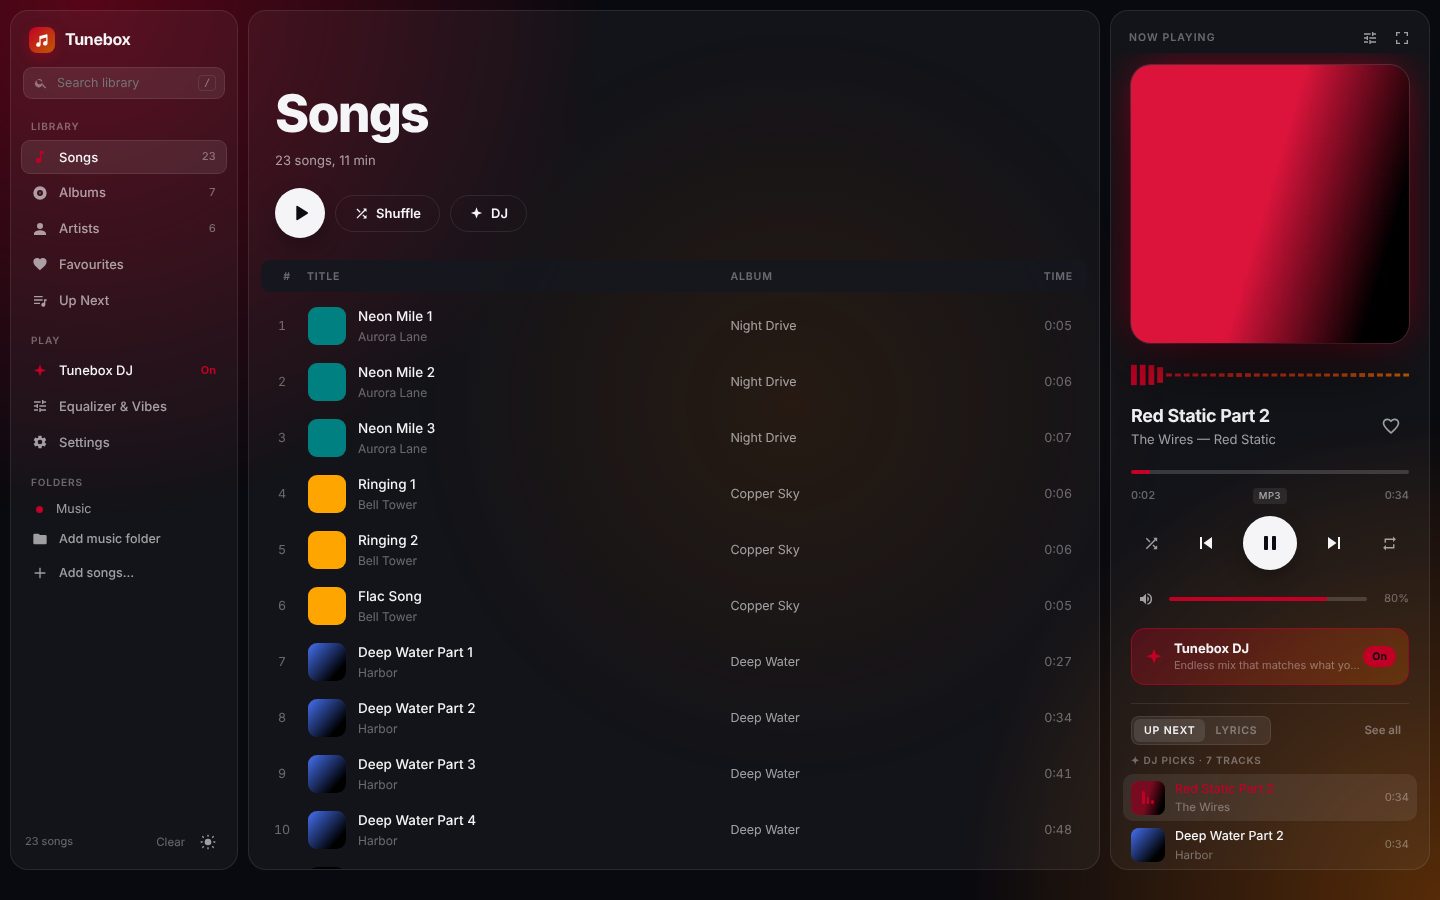 Tunebox
Search library /
LIBRARY
Songs 23
Albums 7
Artists 6
Favourites
Up Next
PLAY
Tunebox DJ On
Equalizer & Vibes
Settings
FOLDERS
Music
Add music folder
Add songs...
23 songs Clear
Songs
23 songs, 11 min
Shuffle DJ
# TITLE ALBUM TIME
1 Neon Mile 1 Night Drive 0:05
Aurora Lane
2 Neon Mile 2 Night Drive 0:06
Aurora Lane
3 Neon Mile 3 Night Drive 0:07
Aurora Lane
4 Ringing 1 Copper Sky 0:06
Bell Tower
5 Ringing 2 Copper Sky 0:06
Bell Tower
6 Flac Song Copper Sky 0:05
Bell Tower
7 Deep Water Part 1 Deep Water 0:27
Harbor
8 Deep Water Part 2 Deep Water 0:34
Harbor
9 Deep Water Part 3 Deep Water 0:41
Harbor
10 Deep Water Part 4 Deep Water 0:48
Harbor
NOW PLAYING
Red Static Part 2
The Wires — Red Static
0:02 MP3 0:34
80%
Tunebox DJ
Endless mix that matches what yo... On
UP NEXT LYRICS See all
DJ PICKS · 7 TRACKS
Red Static Part 2 0:34
The Wires
Deep Water Part 2 0:34
Harbor